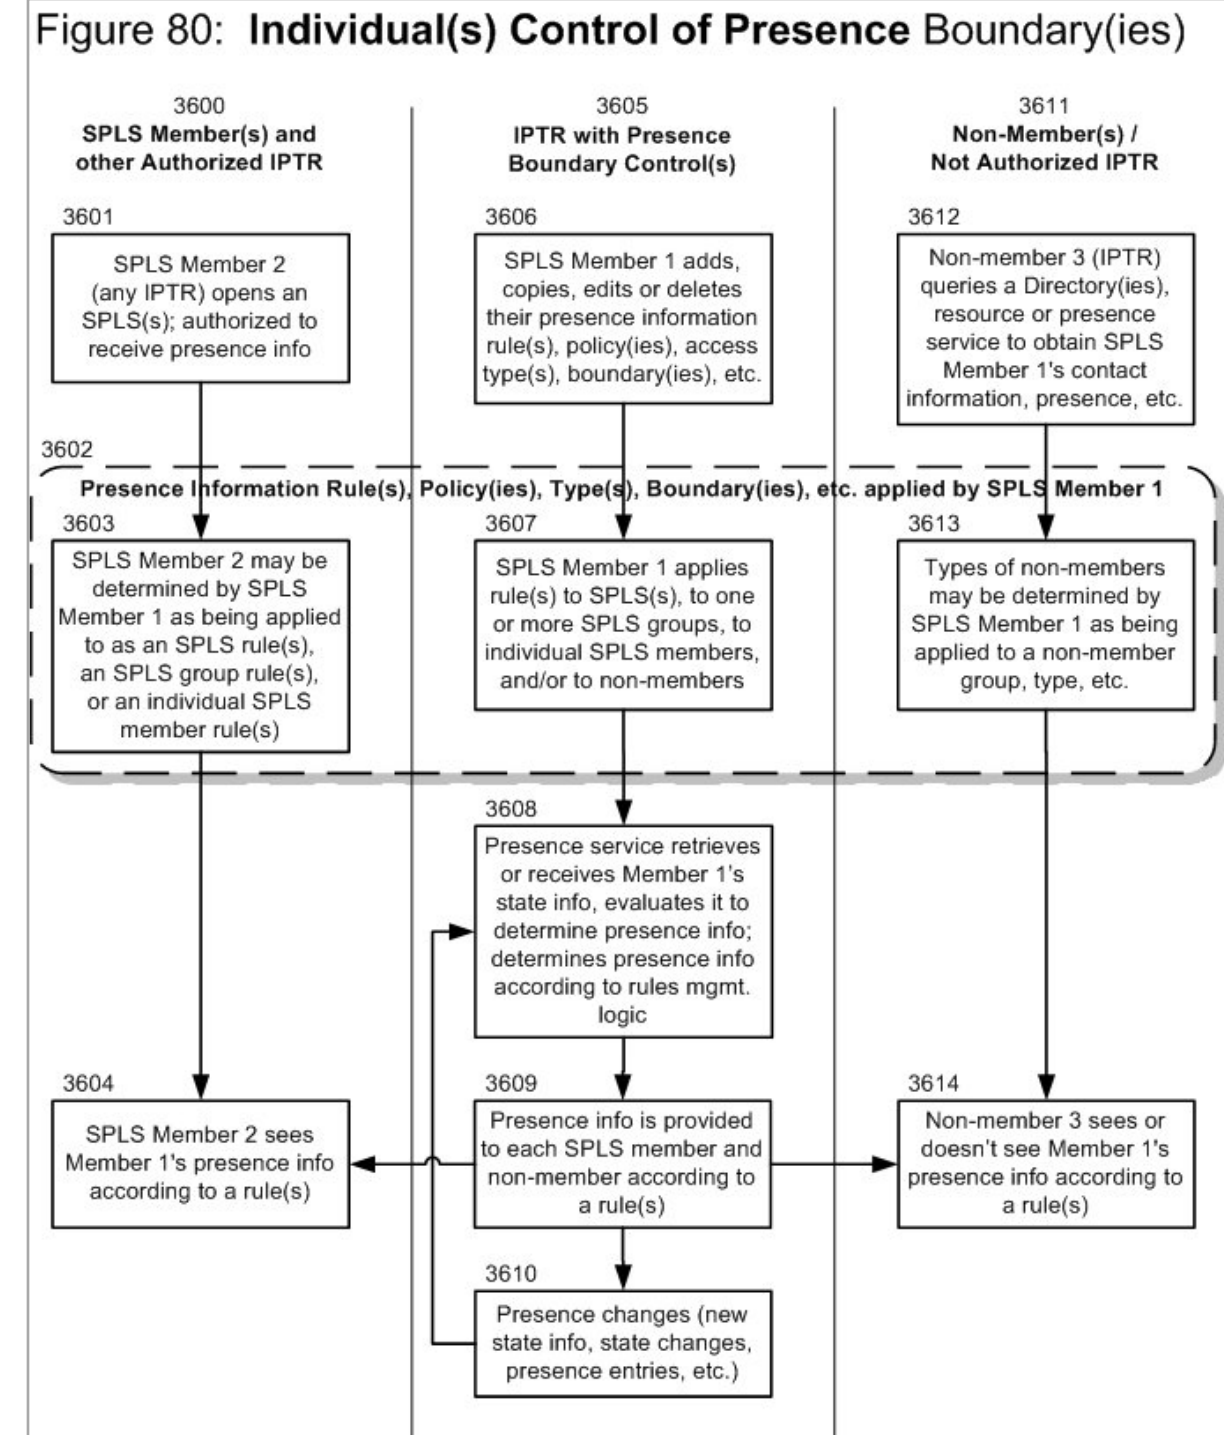 Figure 80: Individual(s) Control of Presence Boundary(ies)
3600
SPLS Member(s) and
other Authorized IPTR
3605
IPTR with Presence
Boundary Control(s)
3611
Non-Member(s) /
Not Authorized IPTR
3601
SPLS Member 2
(any IPTR) opens an
SPLS(s); authorized to
receive presence info
3606
SPLS Member 1 adds,
copies, edits or deletes
their presence information
rule(s), policy(ies), access
type(s), boundary(ies), etc.
3612
Non-member 3 (IPTR)
queries a Directory(ies),
resource or presence
service to obtain SPLS
Member 1's contact
information, presence, etc.
3602
Presence Information Rule(s), Policy(ies), Type(s), Boundary(ies), etc. applied by SPLS Member 1
3603
SPLS Member 2 may be
determined by SPLS
Member 1 as being applied
to as an SPLS rule(s),
an SPLS group rule(s),
or an individual SPLS
member rule(s)
3607
SPLS Member 1 applies
rule(s) to SPLS(s), to one
or more SPLS groups, to
individual SPLS members,
and/or to non-members
3613
Types of non-members
may be determined by
SPLS Member 1 as being
applied to a non-member
group, type, etc.
3608
Presence service retrieves
or receives Member 1's
state info, evaluates it to
determine presence info;
determines presence info
according to rules mgmt.
logic
3604
SPLS Member 2 sees
Member 1's presence info
according to a rule(s)
3609
Presence info is provided
to each SPLS member and
non-member according to
a rule(s)
3614
Non-member 3 sees or
doesn't see Member 1's
presence info according to
a rule(s)
3610
Presence changes (new
state info, state changes,
presence entries, etc.)